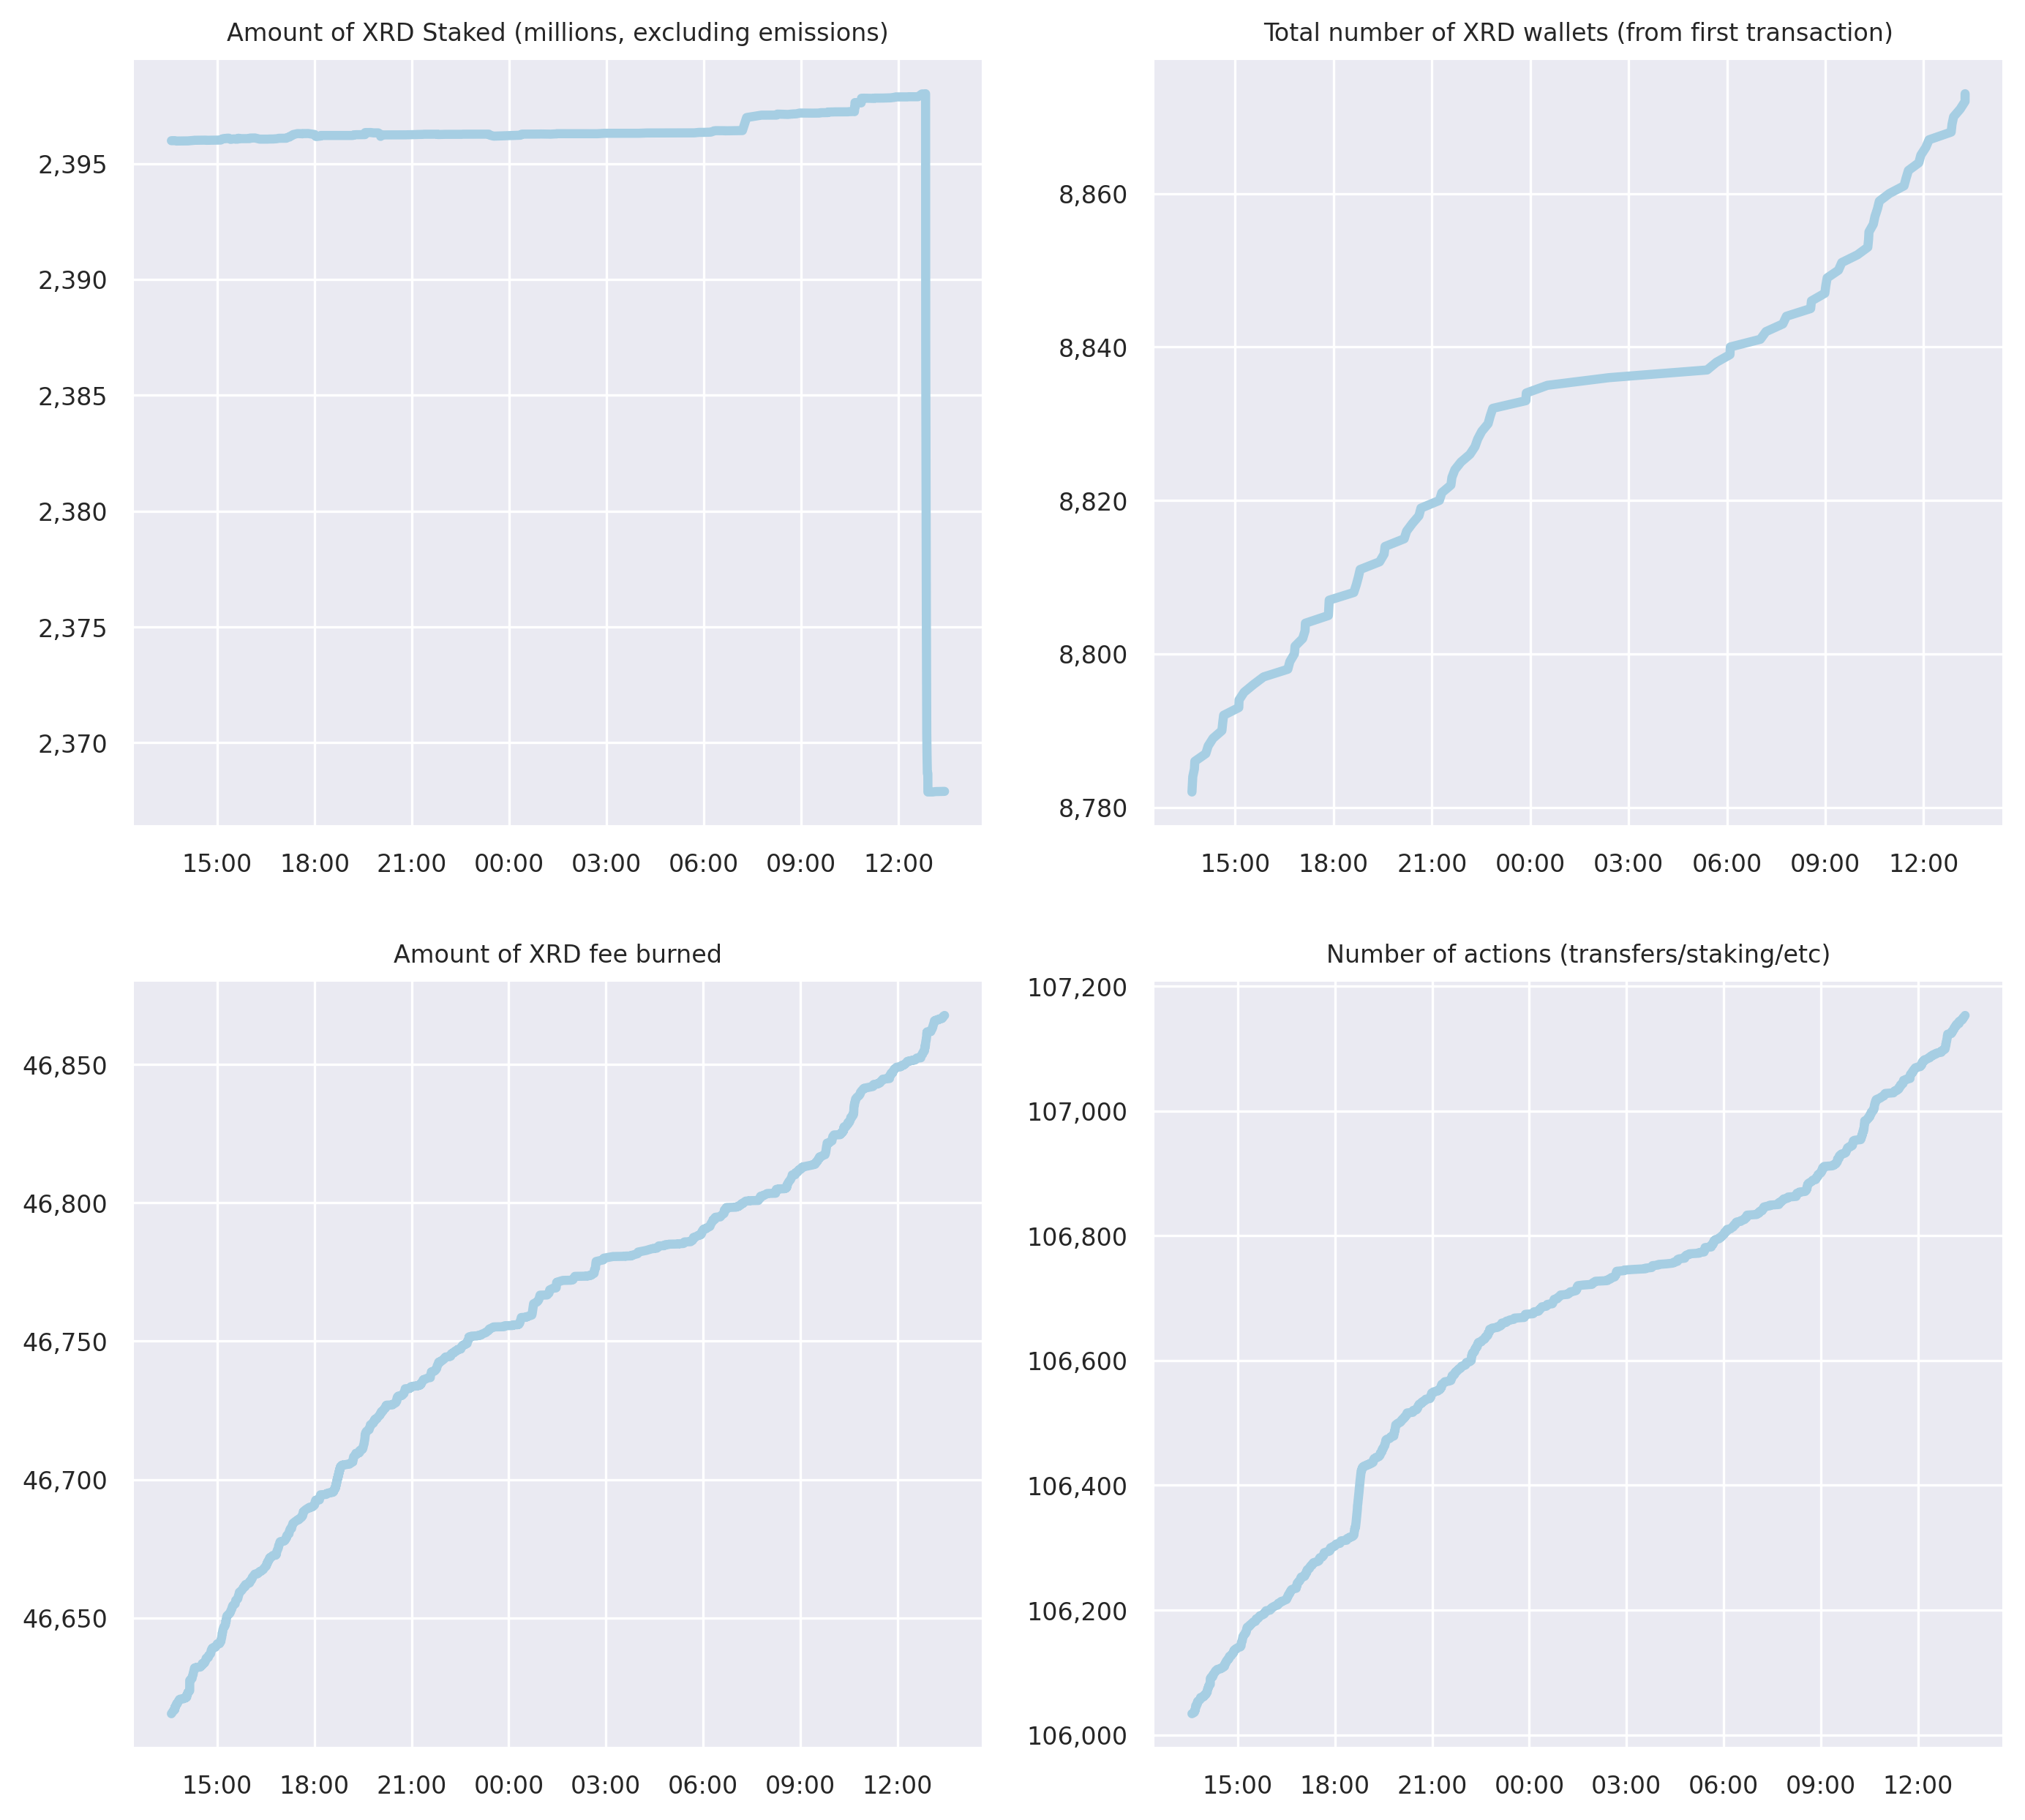 Amount of XRD Staked (millions, excluding emissions)
2,395
2,390
2,385
2,380
2,375
2,370
15:00 18:00 21:00 00:00 03:00 06:00 09:00 12:00
Total number of XRD wallets (from first transaction)
8,860
8,840
8,820
8,800
8,780
15:00 18:00 21:00 00:00 03:00 06:00 09:00 12:00
Amount of XRD fee burned
46,850
46,800
46,750
46,700
46,650
15:00 18:00 21:00 00:00 03:00 06:00 09:00 12:00
Number of actions (transfers/staking/etc)
107,200
107,000
106,800
106,600
106,400
106,200
106,000
15:00 18:00 21:00 00:00 03:00 06:00 09:00 12:00